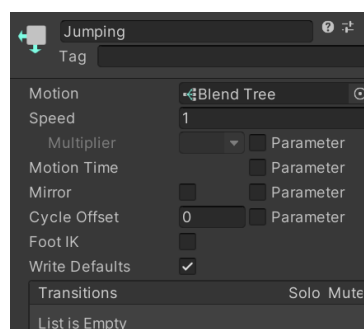 Jumping
Tag
Motion Blend Tree
Speed 1
Multiplier Parameter
Motion Time Parameter
Mirror Parameter
Cycle Offset 0 Parameter
Foot IK
Write Defaults
Transitions Solo Mute
List is Empty